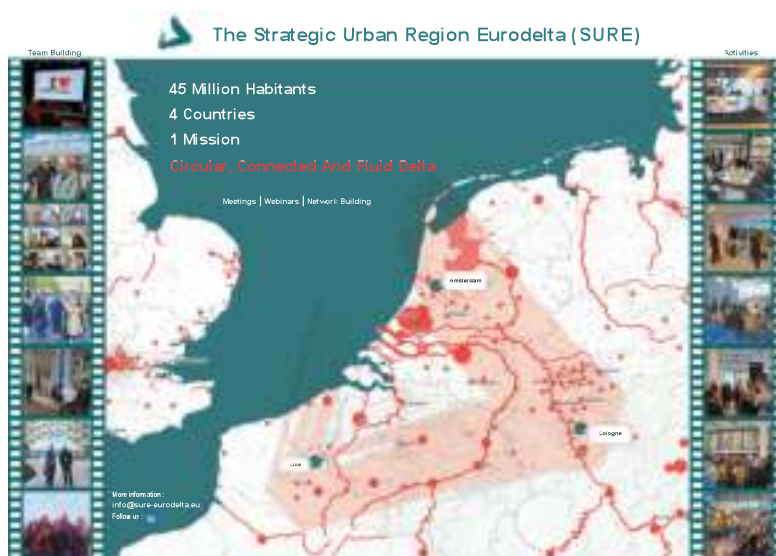 The Strategic Urban Region Eurodelta (SURE)
Team Building
Activities
45 Million Habitants
4 Countries
1 Mission
Circular, Connected And Fluid Delta
Meetings | Webinars | Network Building
Amsterdam
Cologne
Lille
More information :
info@sure-eurodelta.eu
Follow us :